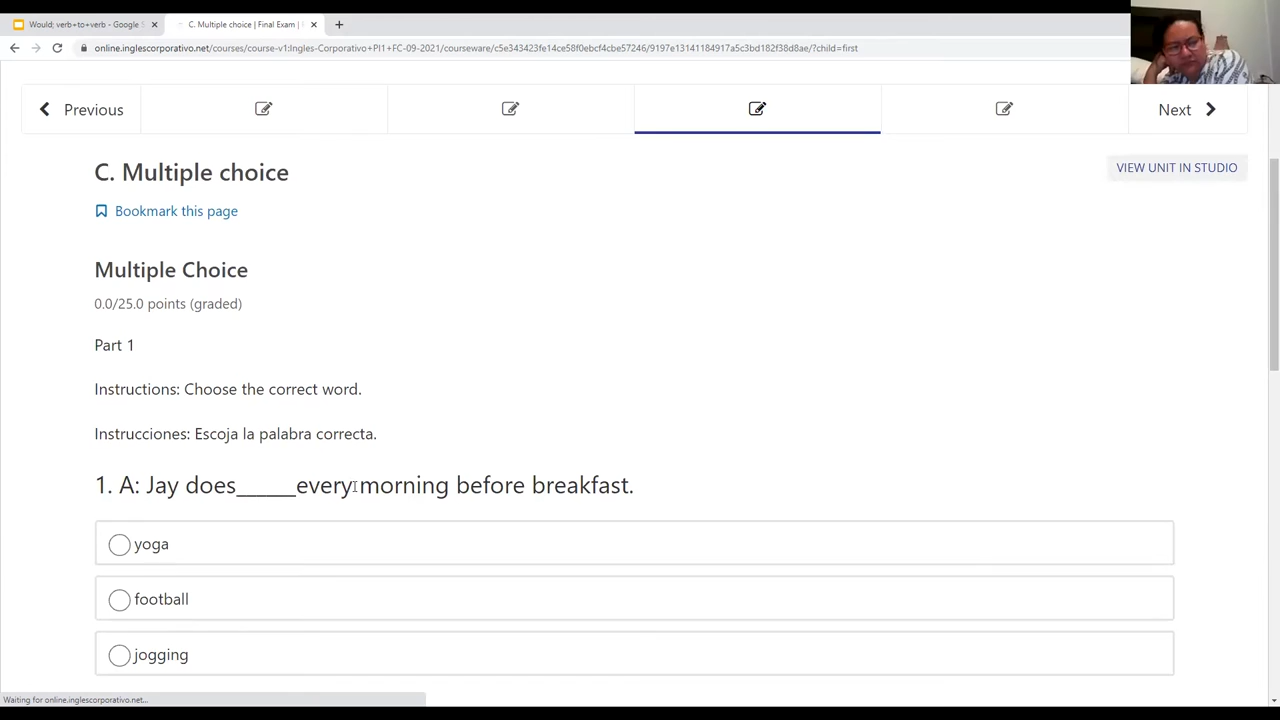 Would; verb+to+verb - Google S
C. Multiple choice | Final Exam |
online.inglescorporativo.net/courses/course-v1:Ingles-Corporativo+PI1+FC-09-2021/courseware/c5e343423fe14ce58f0ebcf4cbe57246/9197e13141184917a5c3bd182f38d8ae/?child=first
Previous
Next
C. Multiple choice
VIEW UNIT IN STUDIO
Bookmark this page
Multiple Choice
0.0/25.0 points (graded)
Part 1
Instructions: Choose the correct word.
Instrucciones: Escoja la palabra correcta.
1. A: Jay does______every morning before breakfast.
yoga
football
jogging
Waiting for online.inglescorporativo.net...